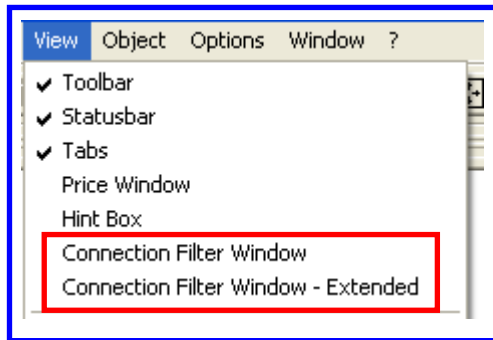 View Object Options Window ?
Toolbar
Statusbar
Tabs
Price Window
Hint Box
Connection Filter Window
Connection Filter Window - Extended